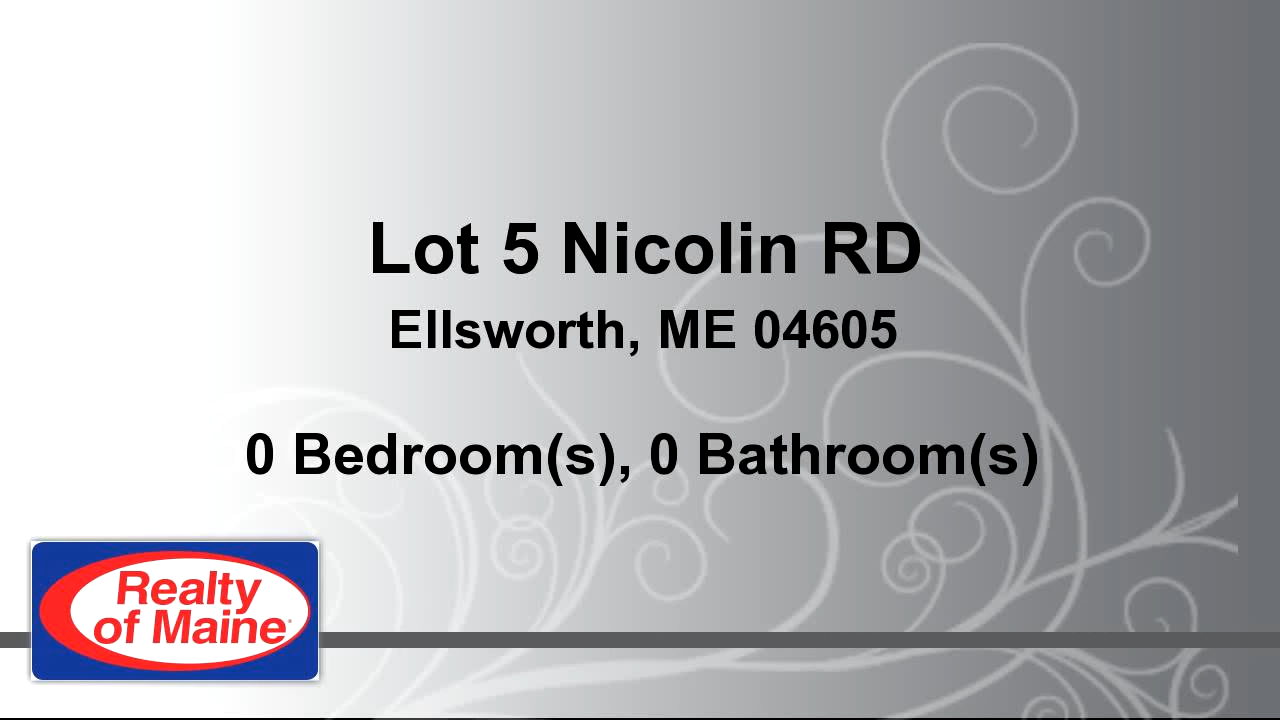 Lot 5 Nicolin RD
Ellsworth, ME 04605
0 Bedroom(s), 0 Bathroom(s)
Realty
of Maine